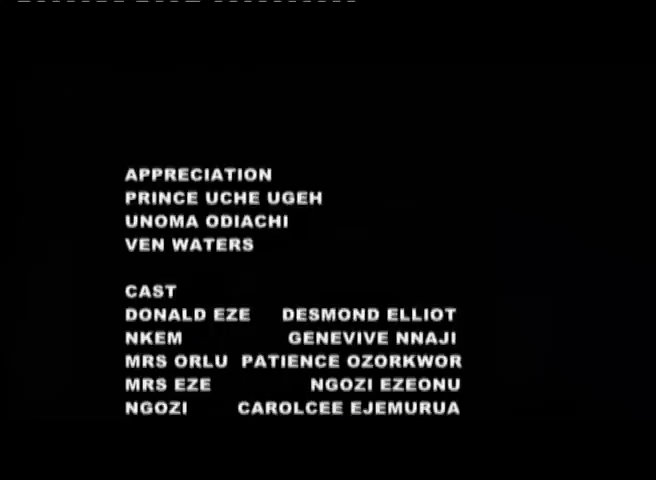 APPRECIATION
PRINCE UCHE UGEH
UNOMA ODIACHI
VEN WATERS
CAST
DONALD EZE DESMOND ELLIOT
NKEM GENEVIVE NNAJI
MRS ORLU PATIENCE OZORKWOR
MRS EZE NGOZI EZEONU
NGOZI CAROLCEE EJEMURUA